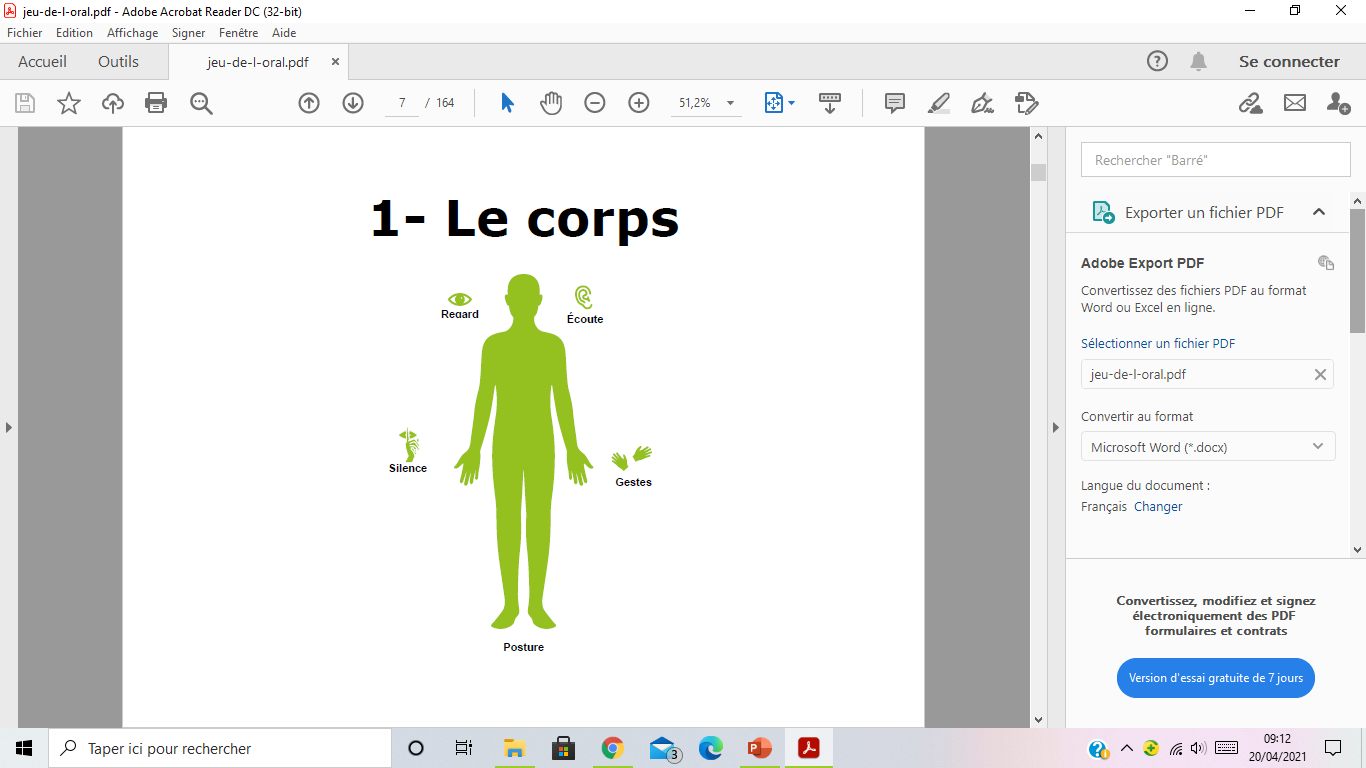 jeu-de-l-oral.pdf - Adobe Acrobat Reader DC (32-bit)
Fichier Edition Affichage Signer Fenêtre Aide
Accueil Outils jeu-de-l-oral.pdf × Se connecter
7 / 164 51,2%
Rechercher "Barré"
Exporter un fichier PDF
Adobe Export PDF
Convertissez des fichiers PDF au format
Word ou Excel en ligne.
Sélectionner un fichier PDF
jeu-de-l-oral.pdf
Convertir au format
Microsoft Word (*.docx)
Langue du document :
Français Changer
Convertissez, modifiez et signez
électroniquement des PDF
formulaires et contrats
Version d'essai gratuite de 7 jours
1- Le corps
Regard
Écoute
Silence
Gestes
Posture
Taper ici pour rechercher
3
09:12
20/04/2021